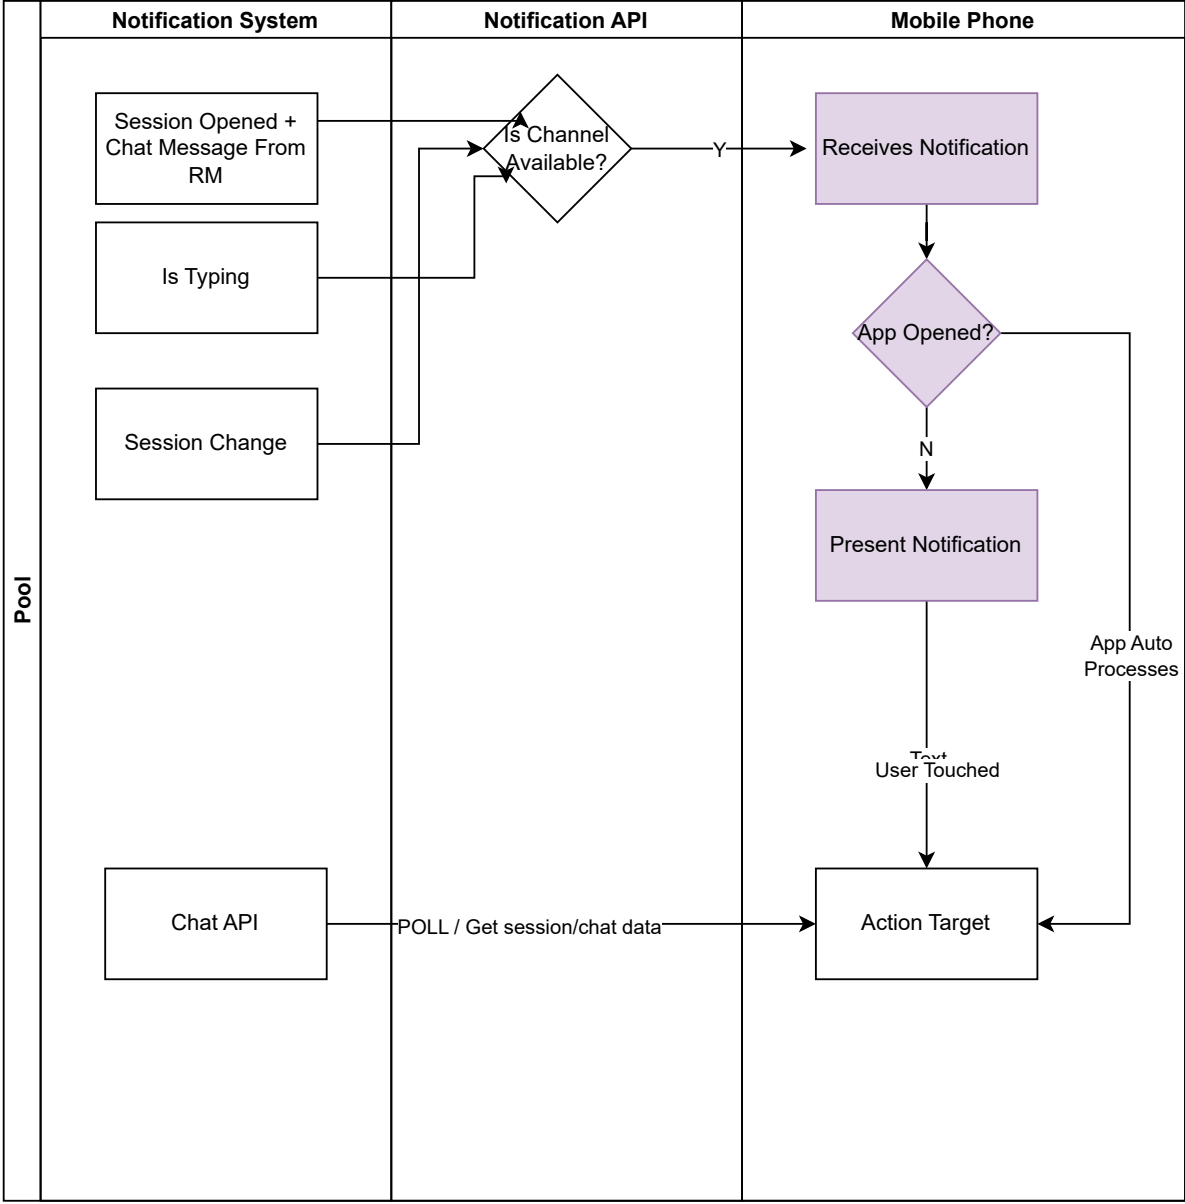 Notification System
Notification API
Mobile Phone
Pool
Session Opened +
Chat Message From
RM
Is Channel
Available?
Y
Receives Notification
Is Typing
App Opened?
Session Change
N
Present Notification
App Auto
Processes
Text
User Touched
Chat API
POLL / Get session/chat data
Action Target